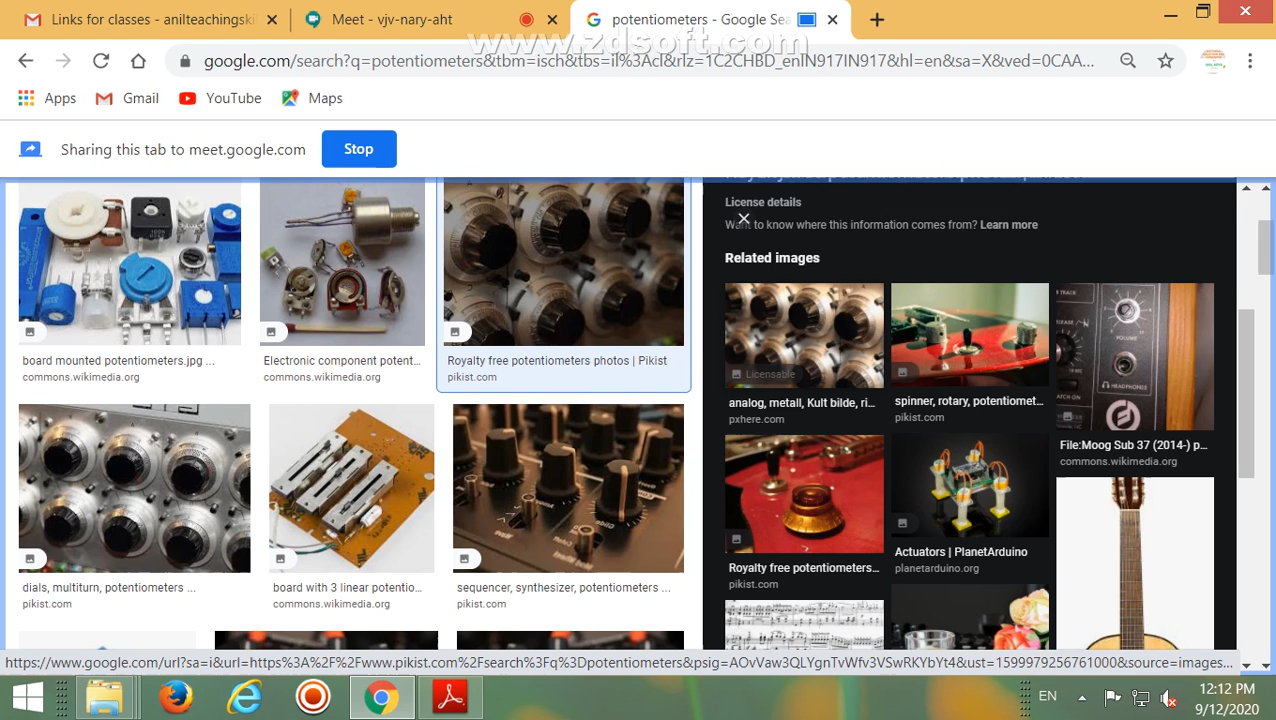 Links for classes - anilteachingski
Meet - vjv-nary-aht
potentiometers - Google Sea
www.zdsoft.com
google.com/search?q=potentiometers&tbm=isch&tbs=il%3Acl&rlz=1C2CHBD_enIN917IN917&hl=en&sa=X&ved=0CAA...
Apps
Gmail
YouTube
Maps
Sharing this tab to meet.google.com
Stop
board mounted potentiometers.jpg ...
commons.wikimedia.org
Electronic component potent...
commons.wikimedia.org
Royalty free potentiometers photos | Pikist
pikist.com
dials, multiturn, potentiometers ...
pikist.com
board with 3 linear potentio...
commons.wikimedia.org
sequencer, synthesizer, potentiometers ...
pikist.com
License details
Want to know where this information comes from? Learn more
Related images
Licensable
analog, metall, Kult bilde, ri...
pxhere.com
spinner, rotary, potentiomet...
pikist.com
VOLUME
HEADPHONES
File:Moog Sub 37 (2014-) p...
commons.wikimedia.org
Royalty free potentiometers...
pikist.com
Actuators | PlanetArduino
planetarduino.org
https://www.google.com/url?sa=i&url=https%3A%2F%2Fwww.pikist.com%2Fsearch%3Fq%3Dpotentiometers&psig=AOvVaw3QLYgnTvWfv3VSwRKYbYt4&ust=1599979256761000&source=images...
EN
12:12 PM
9/12/2020